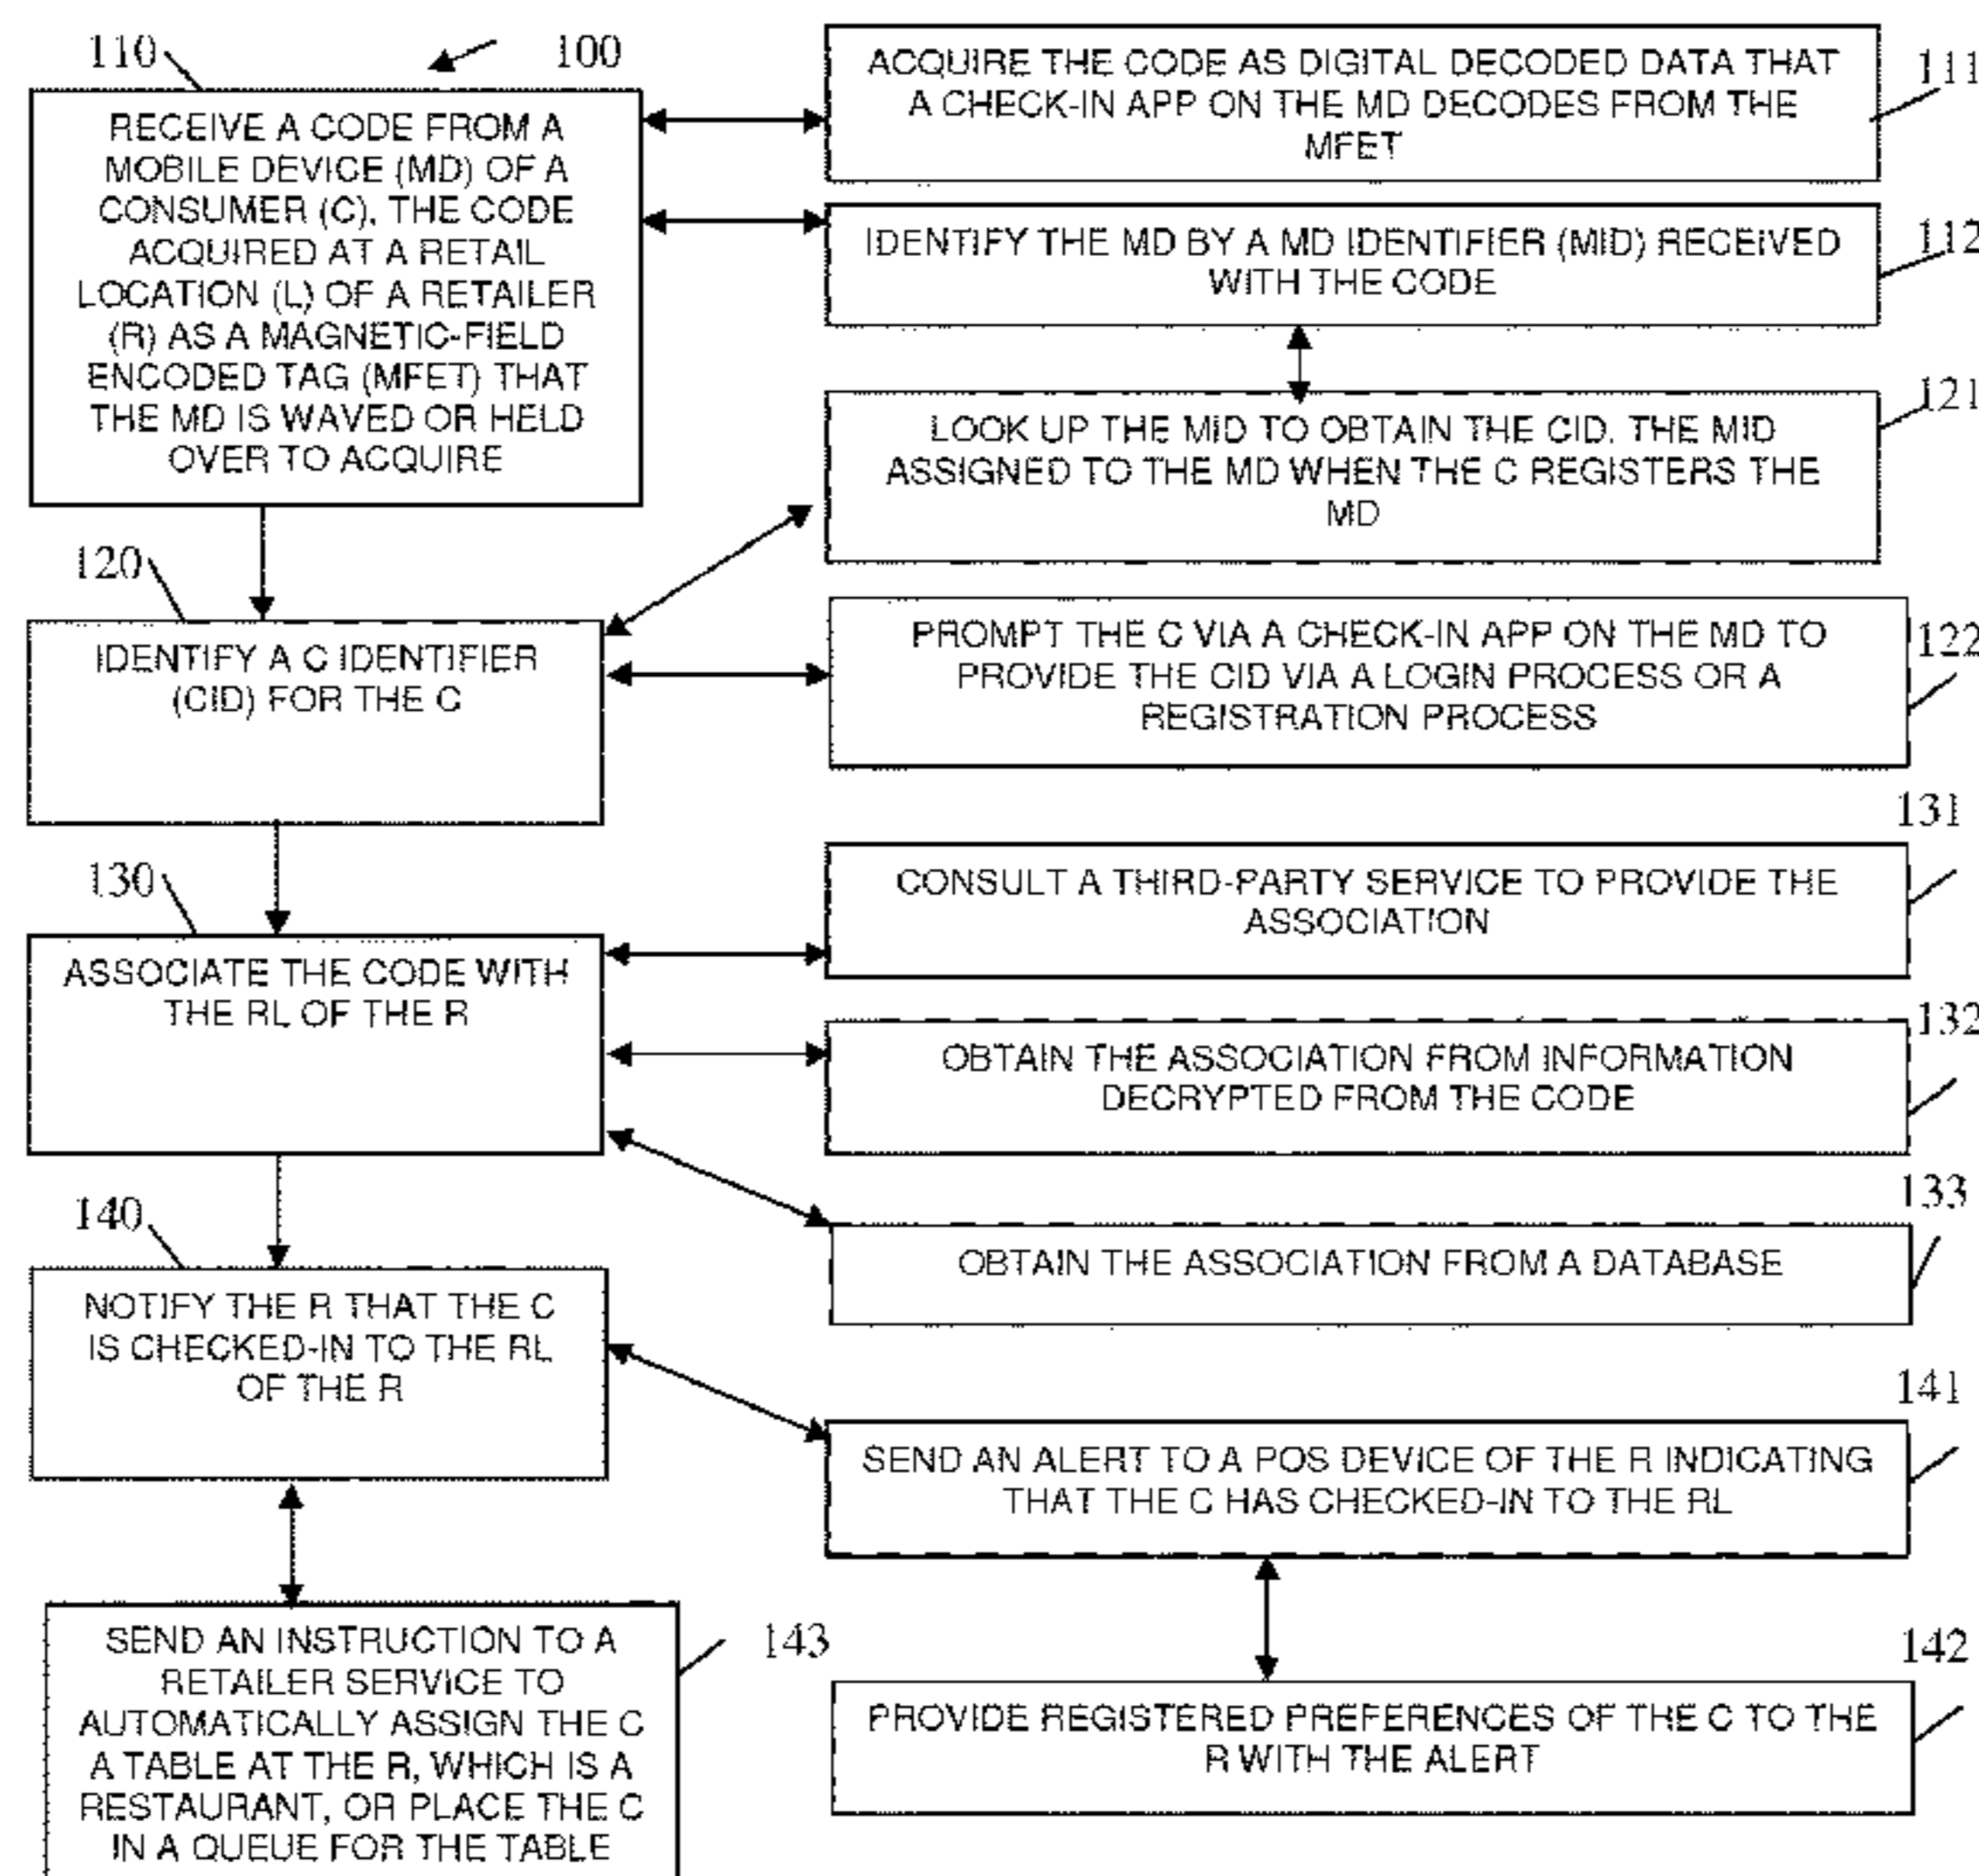 110
100
RECEIVE A CODE FROM A
MOBILE DEVICE (MD) OF A
CONSUMER (C), THE CODE
ACQUIRED AT A RETAIL
LOCATION (L) OF A RETAILER
(R) AS A MAGNETIC-FIELD
ENCODED TAG (MFET) THAT
THE MD IS WAVED OR HELD
OVER TO ACQUIRE
111
ACQUIRE THE CODE AS DIGITAL DECODED DATA THAT
A CHECK-IN APP ON THE MD DECODES FROM THE
MFET
112
IDENTIFY THE MD BY A MD IDENTIFIER (MID) RECEIVED
WITH THE CODE
121
LOOK UP THE MID TO OBTAIN THE CID, THE MID
ASSIGNED TO THE MD WHEN THE C REGISTERS THE
MD
120
IDENTIFY A C IDENTIFIER
(CID) FOR THE C
122
PROMPT THE C VIA A CHECK-IN APP ON THE MD TO
PROVIDE THE CID VIA A LOGIN PROCESS OR A
REGISTRATION PROCESS
130
ASSOCIATE THE CODE WITH
THE RL OF THE R
131
CONSULT A THIRD-PARTY SERVICE TO PROVIDE THE
ASSOCIATION
132
OBTAIN THE ASSOCIATION FROM INFORMATION
DECRYPTED FROM THE CODE
133
OBTAIN THE ASSOCIATION FROM A DATABASE
140
NOTIFY THE R THAT THE C
IS CHECKED-IN TO THE RL
OF THE R
141
SEND AN ALERT TO A POS DEVICE OF THE R INDICATING
THAT THE C HAS CHECKED-IN TO THE RL
142
PROVIDE REGISTERED PREFERENCES OF THE C TO THE
R WITH THE ALERT
143
SEND AN INSTRUCTION TO A
RETAILER SERVICE TO
AUTOMATICALLY ASSIGN THE C
A TABLE AT THE R, WHICH IS A
RESTAURANT, OR PLACE THE C
IN A QUEUE FOR THE TABLE